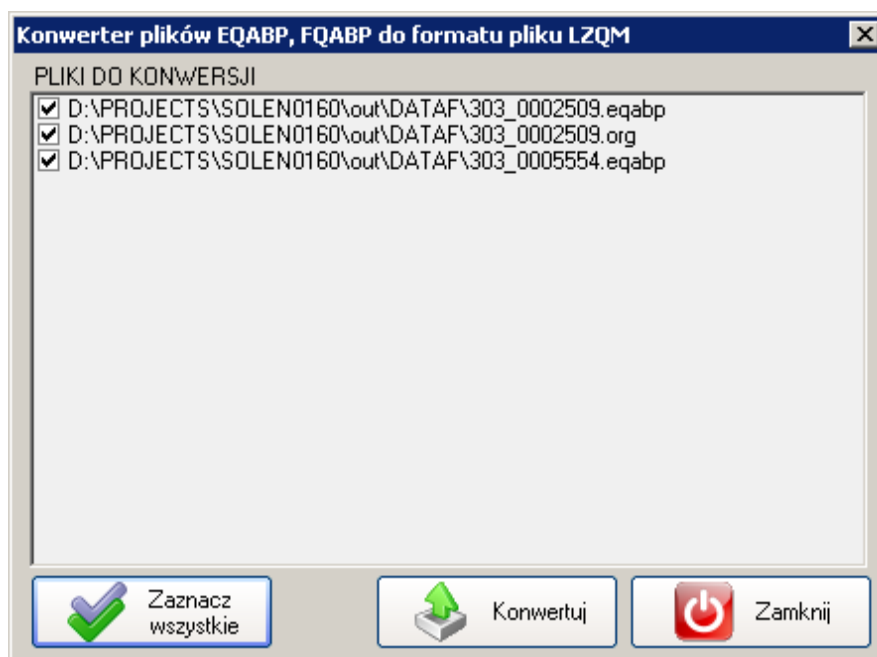 Konwerter plików EQABP, FQABP do formatu pliku LZQM
PLIKI DO KONWERSJI
D:\PROJECTS\SOLEN0160\out\DATAF\303_0002509.eqabp
D:\PROJECTS\SOLEN0160\out\DATAF\303_0002509.org
D:\PROJECTS\SOLEN0160\out\DATAF\303_0005554.eqabp
Zaznacz
wszystkie
Konwertuj
Zamknij